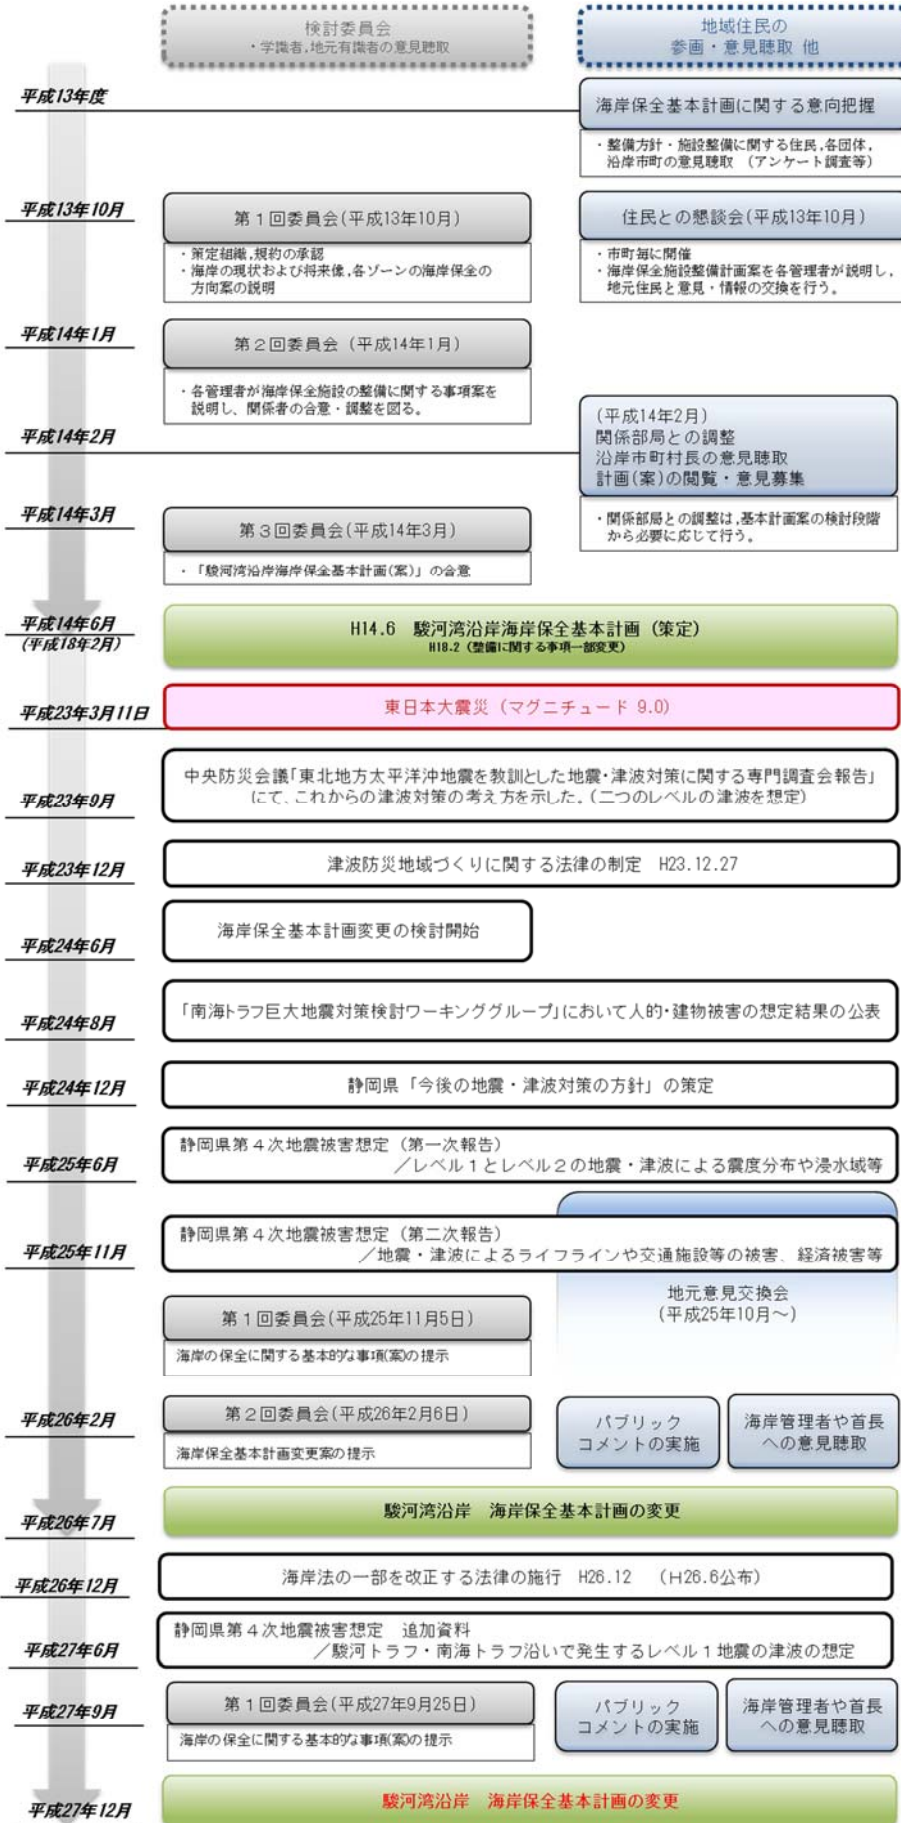 検討委員会
・学識者,地元有識者の意見聴取
地域住民の
参画・意見聴取 他
平成13年度
海岸保全基本計画に関する意向把握
・整備方針・施設整備に関する住民,各団体,
沿岸市町の意見聴取 (アンケート調査等)
平成13年10月
第1回委員会(平成13年10月)
・策定組織,規約の承認
・海岸の現状および将来像,各ゾーンの海岸保全の
方向案の説明
住民との懇談会(平成13年10月)
・市町毎に開催
・海岸保全施設整備計画案を各管理者が説明し,
地元住民と意見・情報の交換を行う。
平成14年1月
第2回委員会 (平成14年1月)
・各管理者が海岸保全施設の整備に関する事項案を
説明し、関係者の合意・調整を図る。
平成14年2月
(平成14年2月)
関係部局との調整
沿岸市町村長の意見聴取
計画(案)の閲覧・意見募集
・関係部局との調整は,基本計画案の検討段階
から必要に応じて行う。
平成14年3月
第3回委員会(平成14年3月)
・「駿河湾沿岸海岸保全基本計画(案)」の合意
平成14年6月
(平成18年2月)
H14.6 駿河湾沿岸海岸保全基本計画 (策定)
H18.2 (整備に関する事項一部変更)
平成23年3月11日
東日本大震災 (マグニチュード 9.0)
平成23年9月
中央防災会議「東北地方太平洋沖地震を教訓とした地震・津波対策に関する専門調査会報告」
にて、これからの津波対策の考え方を示した。(二つのレベルの津波を想定)
平成23年12月
津波防災地域づくりに関する法律の制定 H23.12.27
平成24年6月
海岸保全基本計画変更の検討開始
平成24年8月
「南海トラフ巨大地震対策検討ワーキンググループ」において人的・建物被害の想定結果の公表
平成24年12月
静岡県「今後の地震・津波対策の方針」の策定
平成25年6月
静岡県第4次地震被害想定 (第一次報告)
／レベル1とレベル2の地震・津波による震度分布や浸水域等
平成25年11月
静岡県第4次地震被害想定 (第二次報告)
／地震・津波によるライフラインや交通施設等の被害、経済被害等
地元意見交換会
(平成25年10月～)
第1回委員会(平成25年11月5日)
海岸の保全に関する基本的な事項(案)の提示
平成26年2月
第2回委員会(平成26年2月6日)
海岸保全基本計画変更案の提示
パブリック
コメントの実施
海岸管理者や首長
への意見聴取
平成26年7月
駿河湾沿岸 海岸保全基本計画の変更
平成26年12月
海岸法の一部を改正する法律の施行 H26.12 (H26.6公布)
平成27年6月
静岡県第4次地震被害想定 追加資料
／駿河トラフ・南海トラフ沿いで発生するレベル1地震の津波の想定
平成27年9月
第1回委員会(平成27年9月25日)
海岸の保全に関する基本的な事項(案)の提示
パブリック
コメントの実施
海岸管理者や首長
への意見聴取
平成27年12月
駿河湾沿岸 海岸保全基本計画の変更